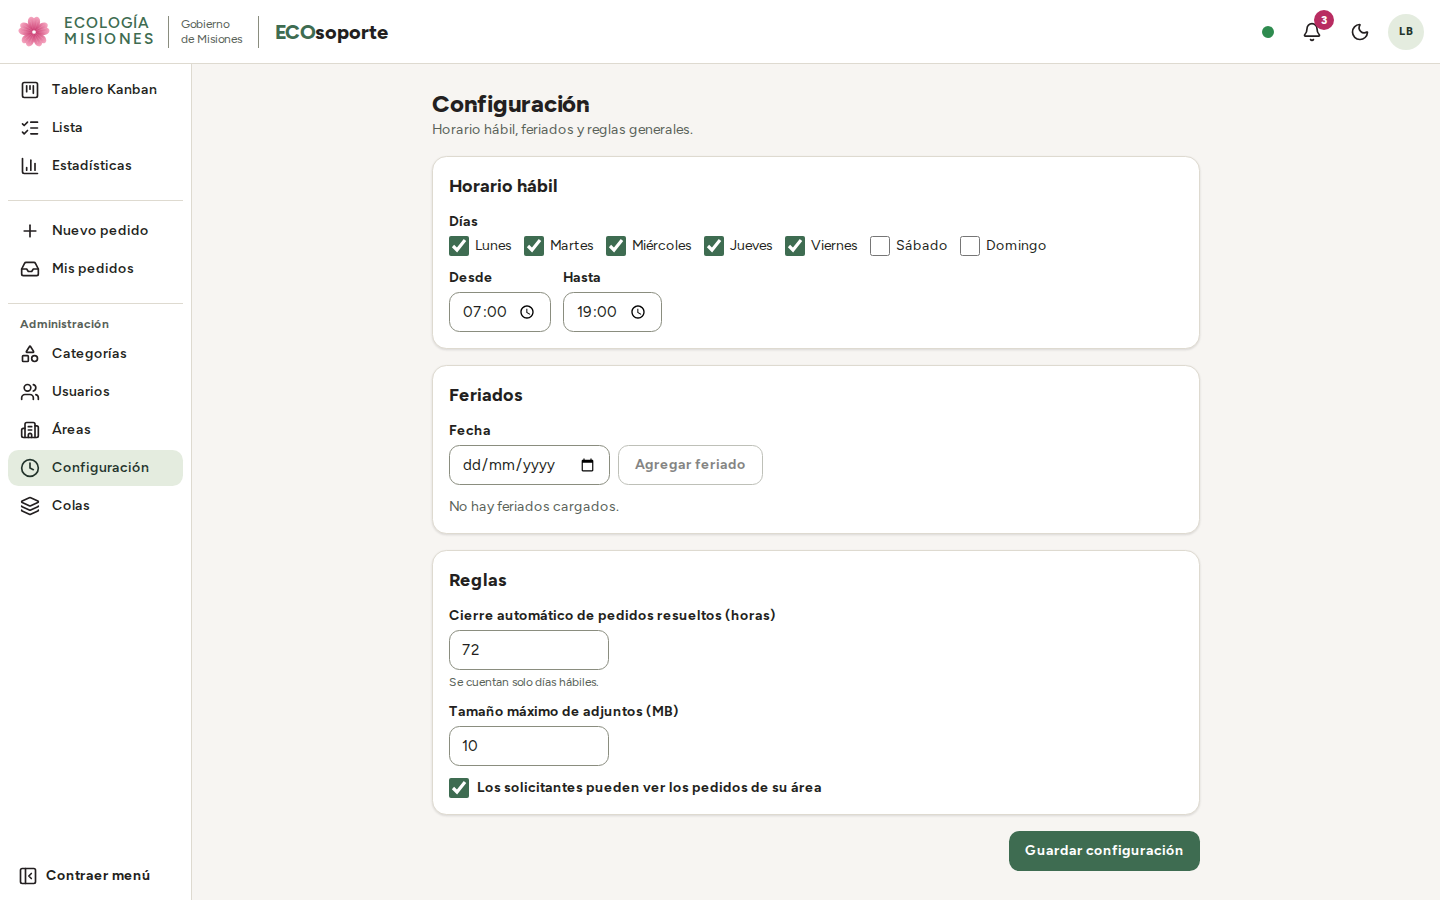 ECOLOGÍA
MISIONES
Gobierno
de Misiones
ECOsoporte
3
LB
Tablero Kanban
Lista
Estadísticas
Nuevo pedido
Mis pedidos
Administración
Categorías
Usuarios
Áreas
Configuración
Colas
Contraer menú
Configuración
Horario hábil, feriados y reglas generales.
Horario hábil
Días
Lunes Martes Miércoles Jueves Viernes Sábado Domingo
Desde Hasta
07:00 19:00
Feriados
Fecha
dd/mm/yyyy Agregar feriado
No hay feriados cargados.
Reglas
Cierre automático de pedidos resueltos (horas)
72
Se cuentan solo días hábiles.
Tamaño máximo de adjuntos (MB)
10
Los solicitantes pueden ver los pedidos de su área
Guardar configuración